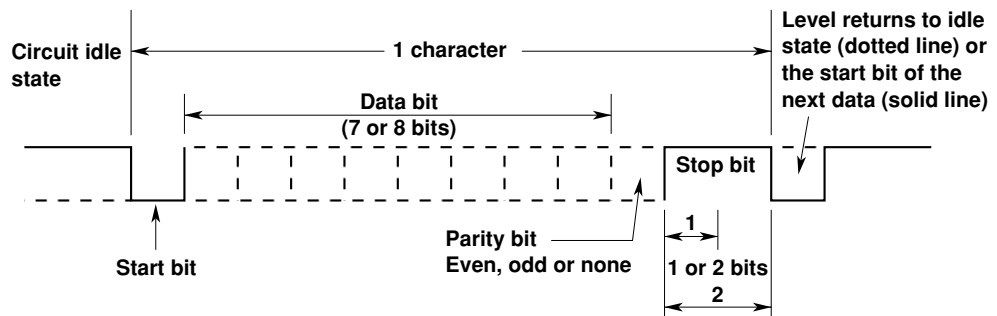 Circuit idle
state
1 character
Level returns to idle
state (dotted line) or
the start bit of the
next data (solid line)
Data bit
(7 or 8 bits)
Stop bit
Start bit
Parity bit
Even, odd or none
1
1 or 2 bits
2